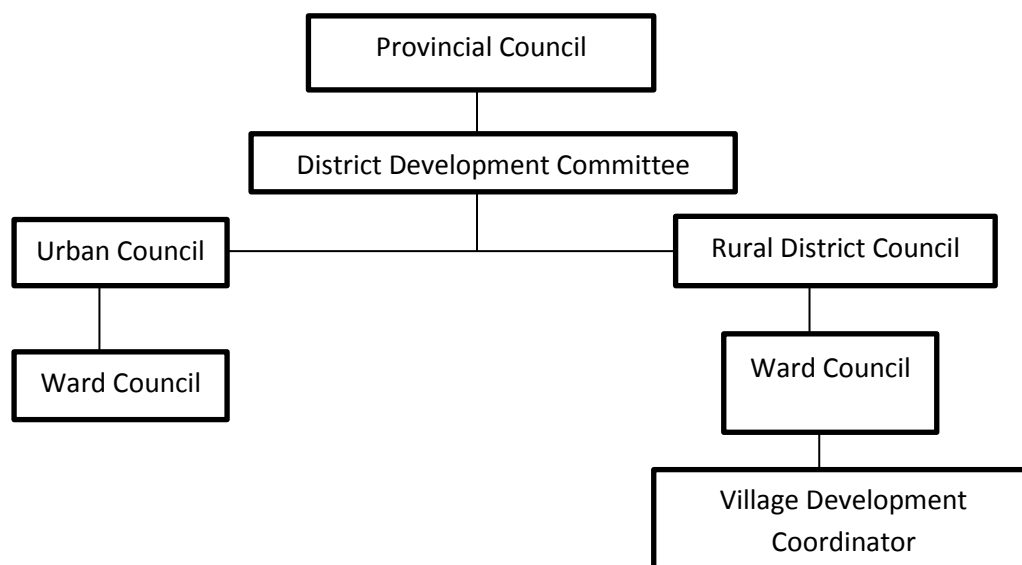 Provincial Council
District Development Committee
Urban Council
Rural District Council
Ward Council
Ward Council
Village Development
Coordinator